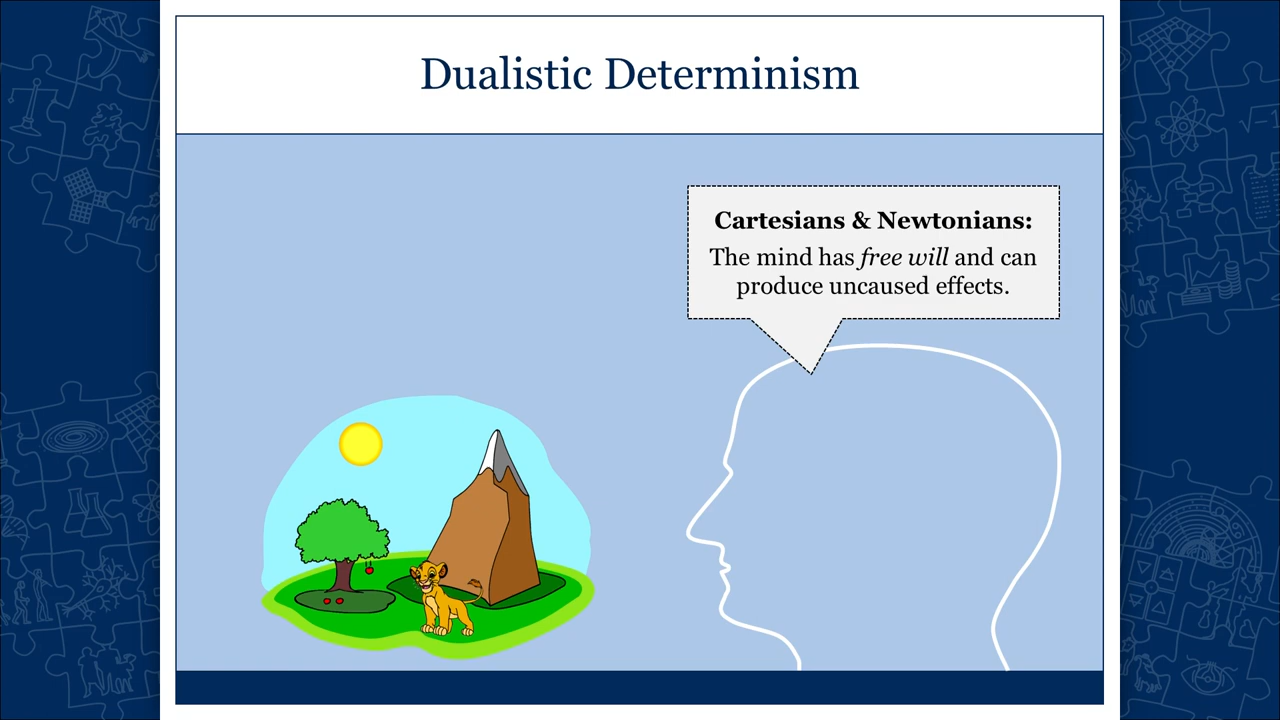 Dualistic Determinism
Cartesians & Newtonians:
The mind has free will and can
produce uncaused effects.